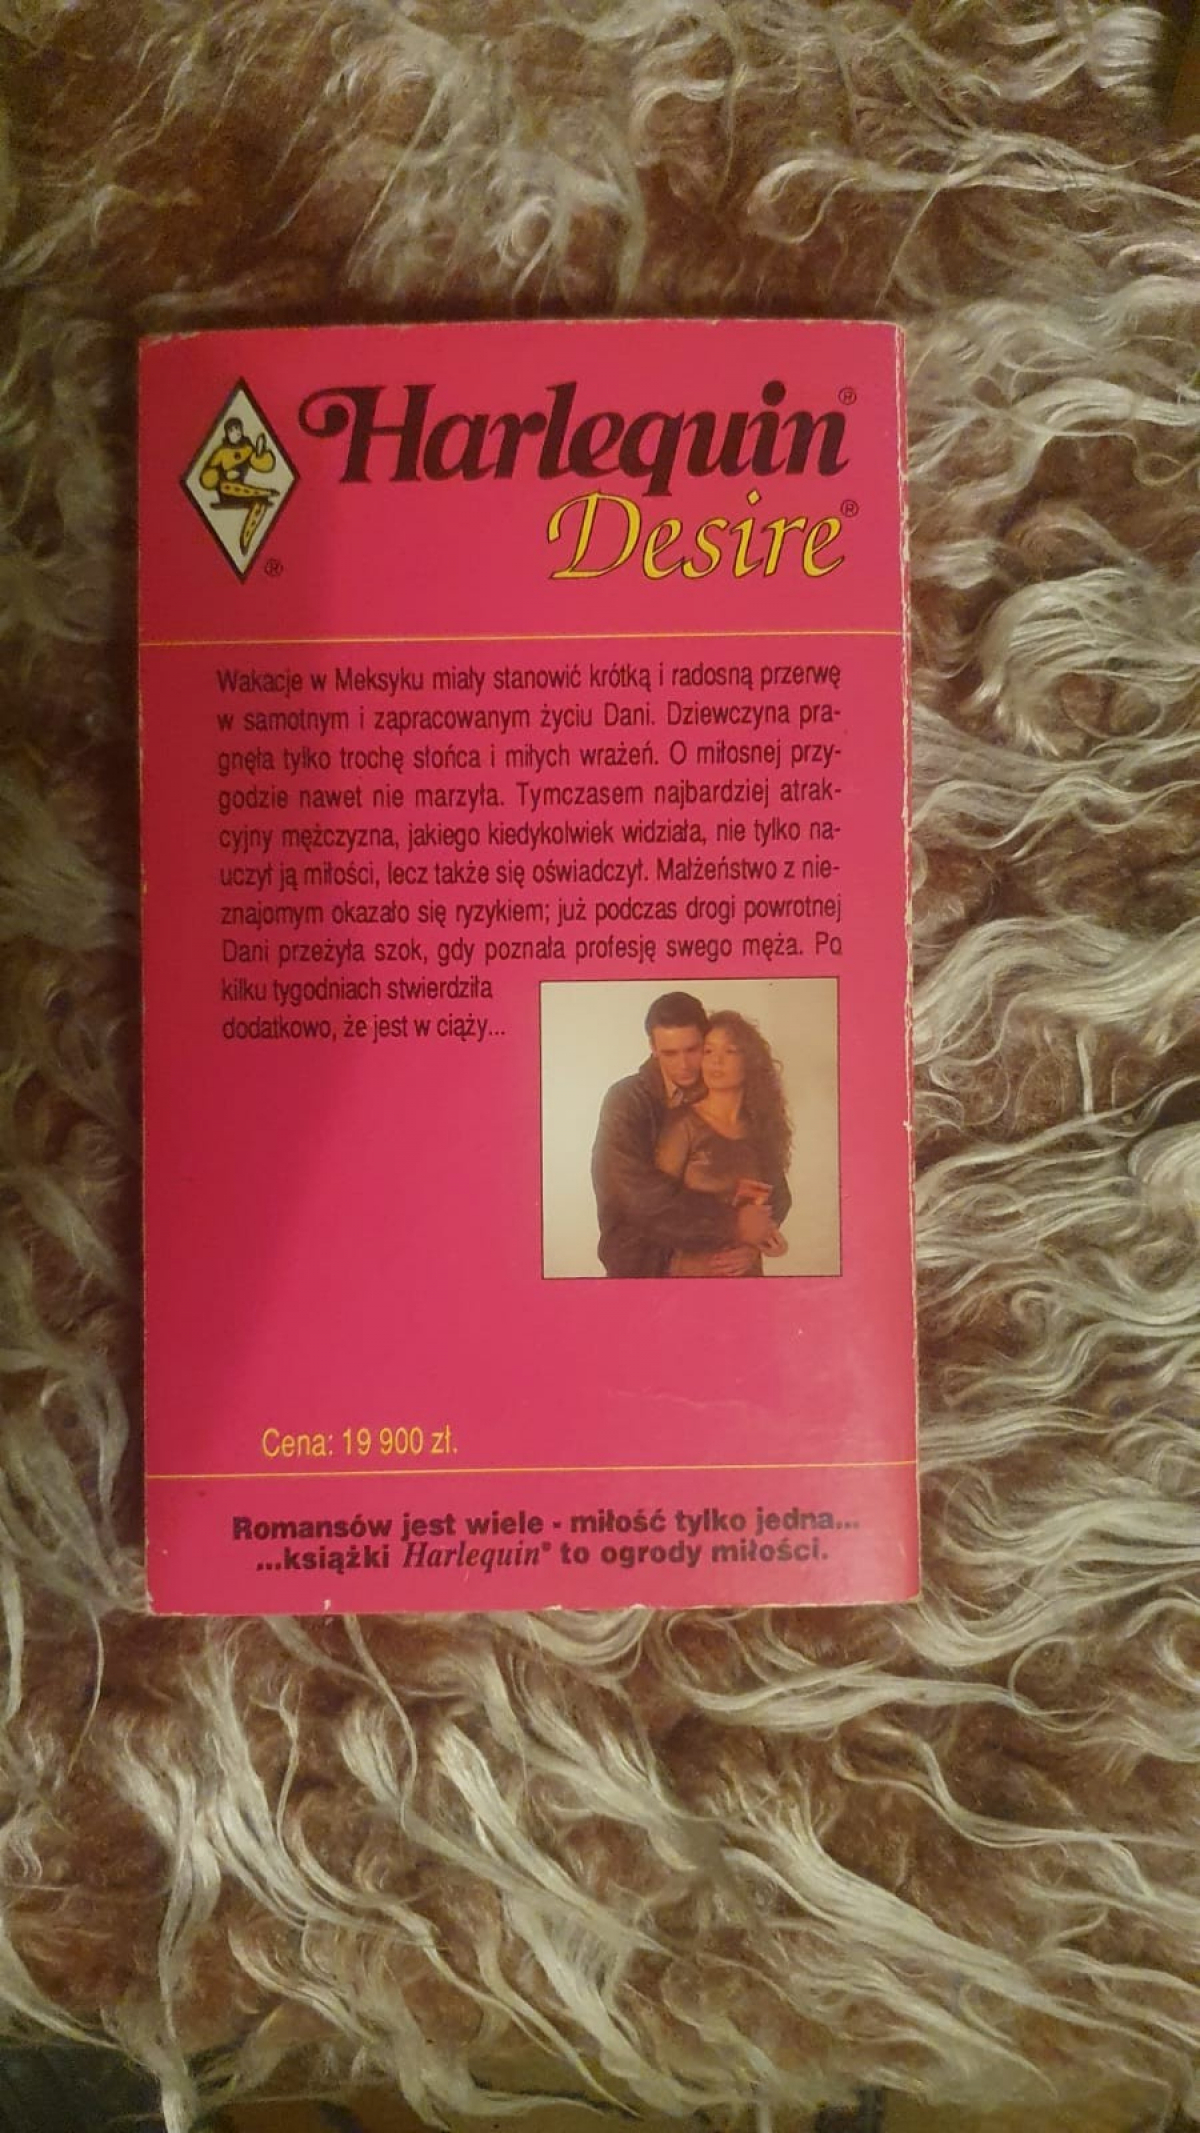 Harlequin®
Desire®
®
Wakacje w Meksyku miały stanowić krótką i radosną przerwę
w samotnym i zapracowanym życiu Dani. Dziewczyna pra-
gnęła tylko trochę słońca i miłych wrażeń. O miłosnej przy-
godzie nawet nie marzyła. Tymczasem najbardziej atrak-
cyjny mężczyzna, jakiego kiedykolwiek widziała, nie tylko na-
uczył ją miłości, lecz także się oświadczył. Małżeństwo z nie-
znajomym okazało się ryzykiem; już podczas drogi powrotnej
Dani przeżyła szok, gdy poznała profesję swego męża. Po
kilku tygodniach stwierdziła
dodatkowo, że jest w ciąży...
Cena: 19 900 zł.
Romansów jest wiele - miłość tylko jedna...
...książki Harlequin® to ogrody miłości.